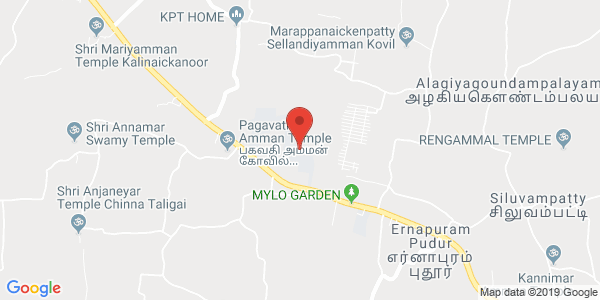 KPT HOME
Marappanaickenpatty
Sellandiyamman Kovil
Shri Mariyamman
Temple Kalinaickanoor
Alagiyagoundampalayam
அழகியகௌண்டம்பலய
Pagavathi
Amman Temple
பகவதி அம்மன்
கோவில்...
Shri Annamar
Swamy Temple
RENGAMMAL TEMPLE
Shri Anjaneyar
Temple Chinna Taligai
MYLO GARDEN
Siluvampatty
சிலுவம்பட்டி
Ernapuram
Pudur
எர்னாபுரம்
புதூர்
Kannimar
Google
Map data ©2019 Google